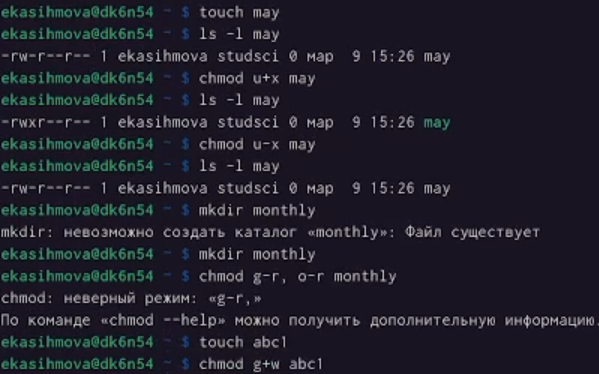 ekasihmova@dk6n54 ~ $ touch may
ekasihmova@dk6n54 ~ $ ls -l may
-rw-r--r-- 1 ekasihmova studsci 0 мар  9 15:26 may
ekasihmova@dk6n54 ~ $ chmod u+x may
ekasihmova@dk6n54 ~ $ ls -l may
-rwxr--r-- 1 ekasihmova studsci 0 мар  9 15:26 may
ekasihmova@dk6n54 ~ $ chmod u-x may
ekasihmova@dk6n54 ~ $ ls -l may
-rw-r--r-- 1 ekasihmova studsci 0 мар  9 15:26 may
ekasihmova@dk6n54 ~ $ mkdir monthly
mkdir: невозможно создать каталог «monthly»: Файл существует
ekasihmova@dk6n54 ~ $ mkdir monthly
ekasihmova@dk6n54 ~ $ chmod g-r, o-r monthly
chmod: неверный режим: «g-r,»
По команде «chmod --help» можно получить дополнительную информацию.
ekasihmova@dk6n54 ~ $ touch abc1
ekasihmova@dk6n54 ~ $ chmod g+w abc1